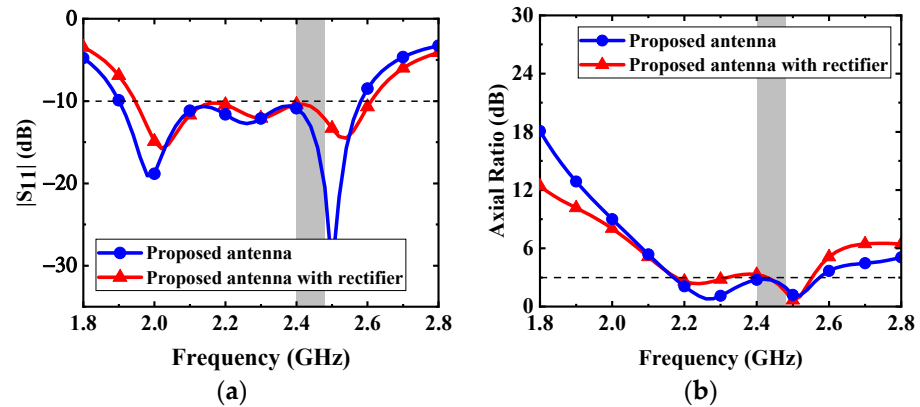 0
−10
−20
−30
|S11| (dB)
Proposed antenna
Proposed antenna with rectifier
1.8 2.0 2.2 2.4 2.6 2.8
Frequency (GHz)
(a)
30
24
18
12
6
0
Axial Ratio (dB)
Proposed antenna
Proposed antenna with rectifier
1.8 2.0 2.2 2.4 2.6 2.8
Frequency (GHz)
(b)